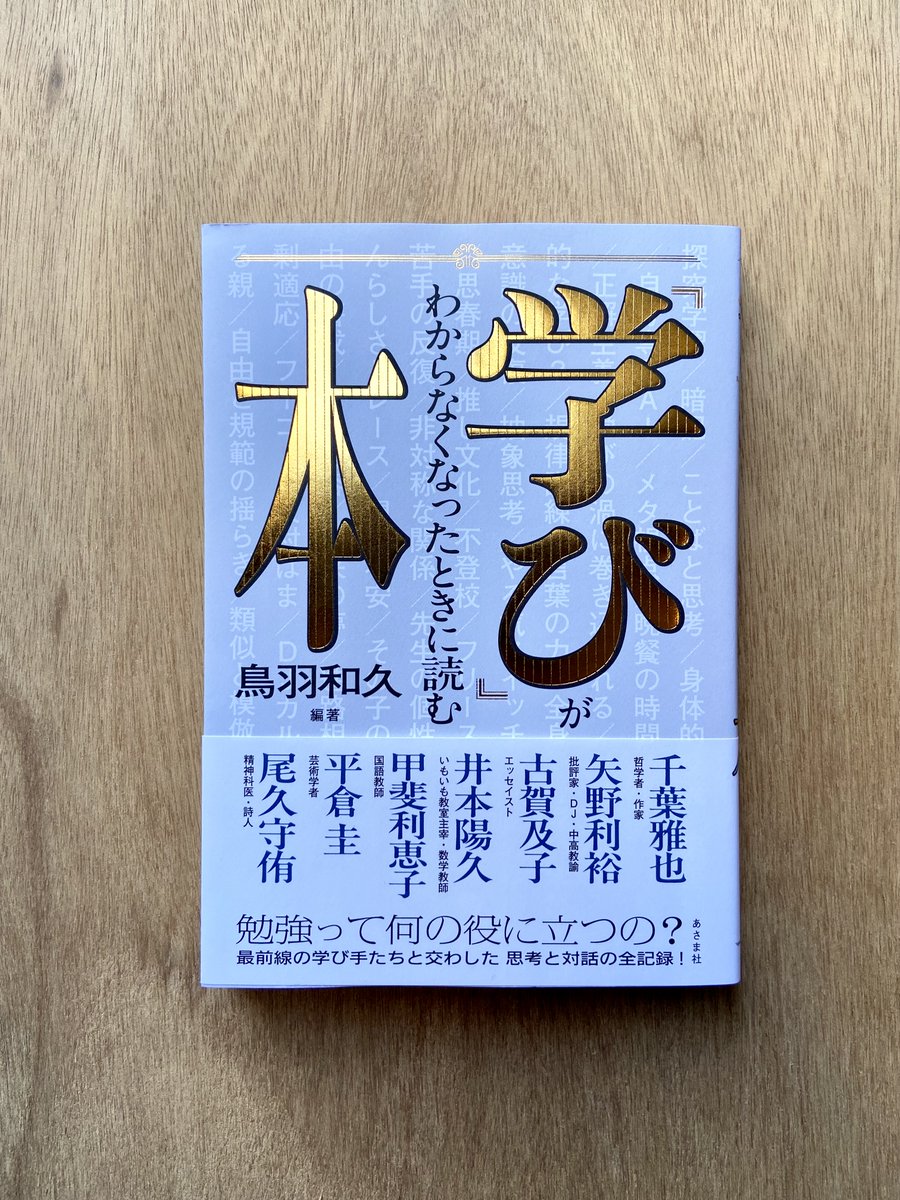 『学び』が
わからなくなったときに読む
本
鳥羽和久
編著
千葉雅也
哲学者・作家
矢野利裕
批評家・DJ・中高教諭
古賀及子
エッセイスト
井本陽久
いもいも教室主宰・数学教師
甲斐利恵子
国語教師
平倉圭
芸術学者
尾久守侑
精神科医・詩人
勉強って何の役に立つの?
最前線の学び手たちと交わした 思考と対話の全記録!
あさま社